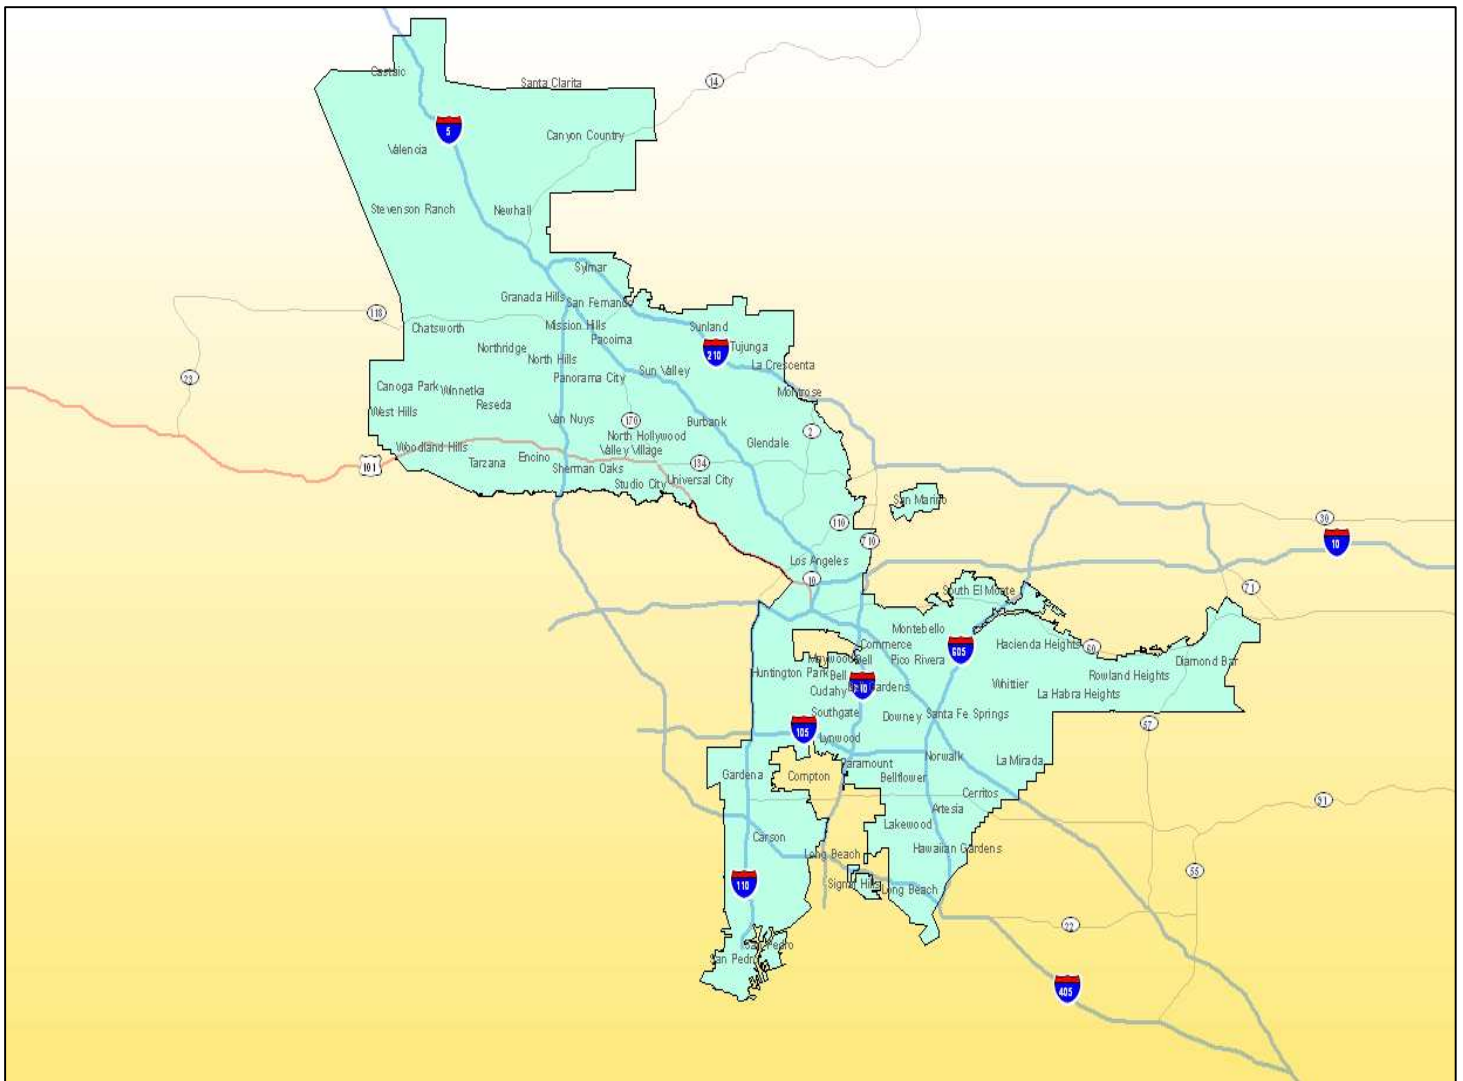 Castaic
Santa Clarita
14
5
Canyon Country
Valencia
Stevenson Ranch
Newhall
Sylmar
Granada Hills
San Fernando
118
Chatsworth
Mission Hills
Sunland
Pacoima
Northridge
210
Tujunga
North Hills
La Crescenta
23
Sun Valley
Panorama City
Canoga Park
Winnetka
Montrose
Reseda
West Hills
Van Nuys
170
Burbank
2
North Hollywood
Glendale
Woodland Hills
Valley Village
Encino
101
Tarzana
Sherman Oaks
134
Universal City
Studio City
San Marino
110
30
710
10
Los Angeles
10
71
South El Monte
Montebello
Commerce
605
Hacienda Heights
60
Maywood
Bell
Pico Rivera
Diamond Bar
Huntington Park
Bell
Rowland Heights
Cudahy
Gardens
Whittier
La Habra Heights
Southgate
Downey
Santa Fe Springs
57
105
Lynwood
Norwalk
La Mirada
Paramount
Gardena
Compton
Bellflower
Cerritos
91
Artesia
Lakewood
Carson
Hawaiian Gardens
Long Beach
55
110
Signal Hills
Long Beach
22
San Pedro
405